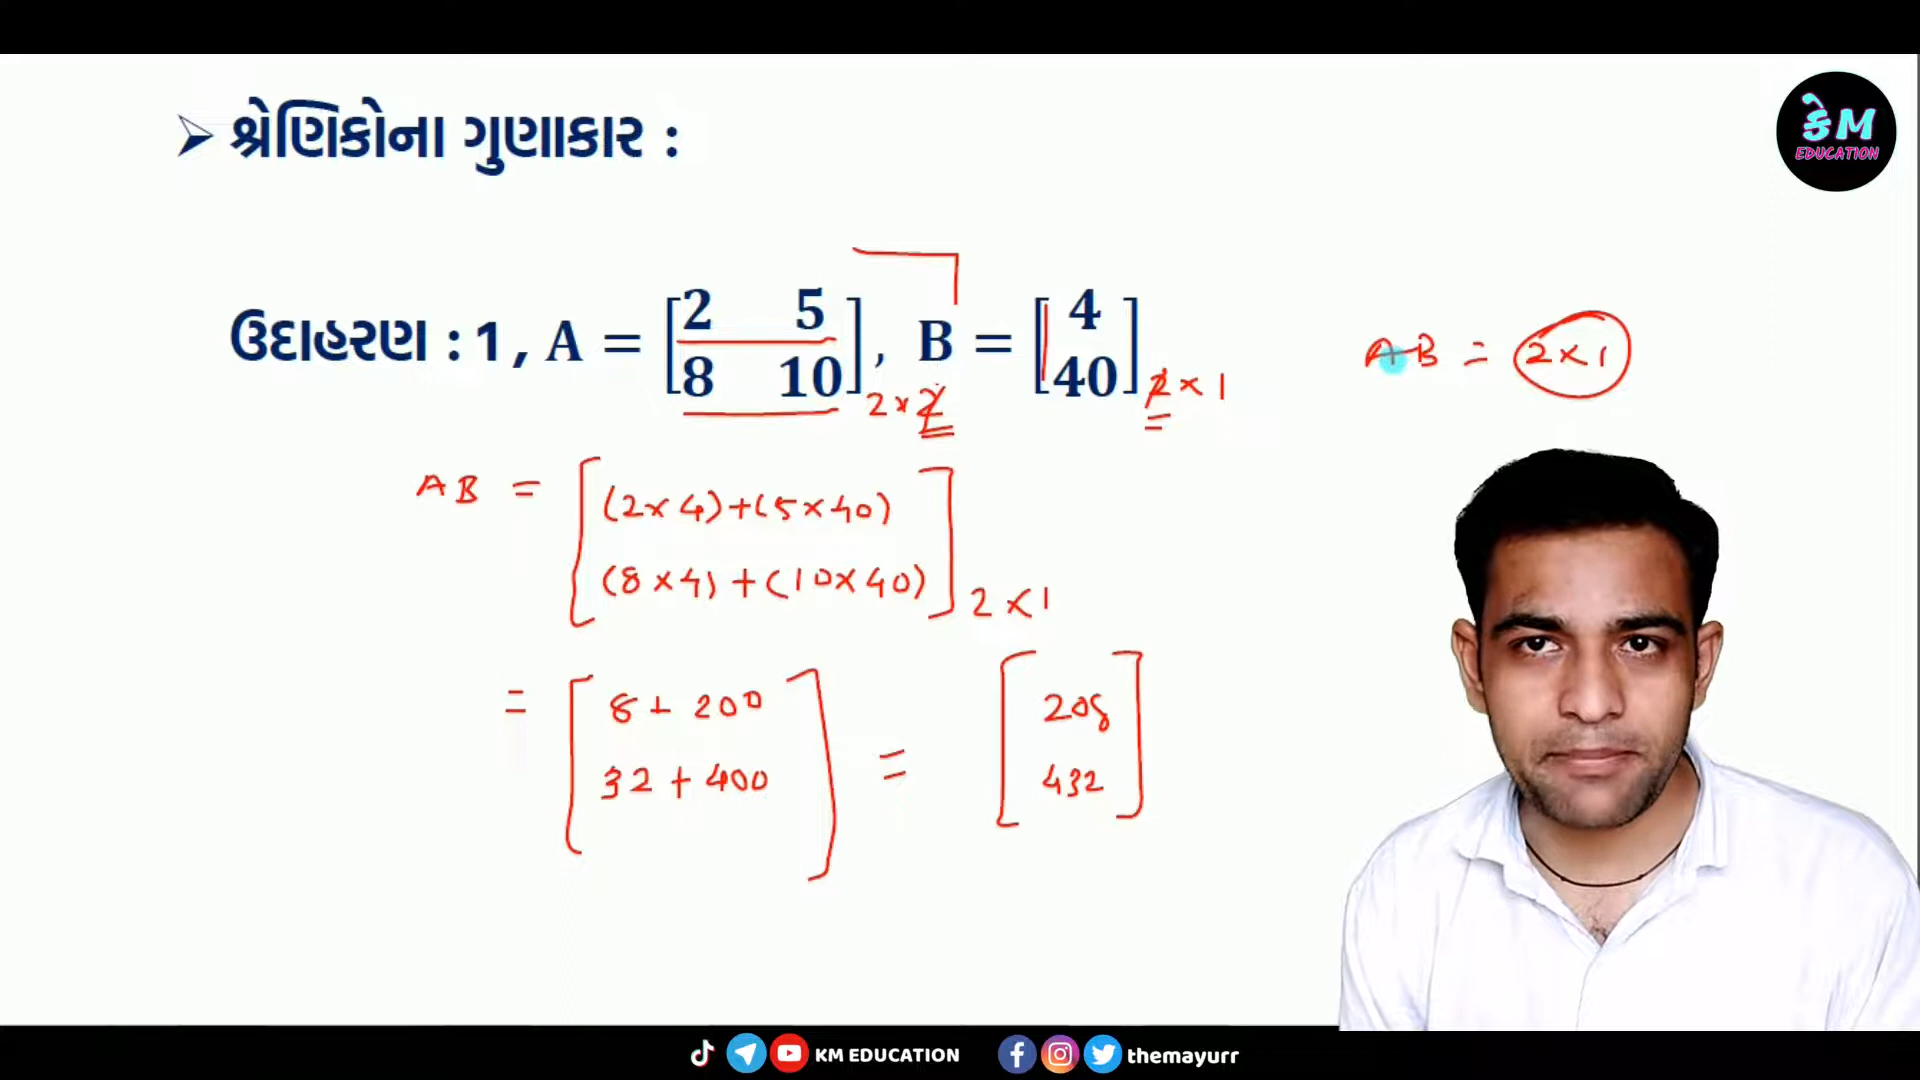 ➢ શ્રેણિકોના ગુણાકાર :
કેM
EDUCATION
ઉદાહરણ : 1 , A = [2 5 , B = [4 AB = 2×1
8 10] 2×2 40] 2×1
AB = [(2×4)+(5×40)
(8×4)+(10×40)] 2×1
= [8+200 = [208
32+400] 432]
KM EDUCATION themayurr